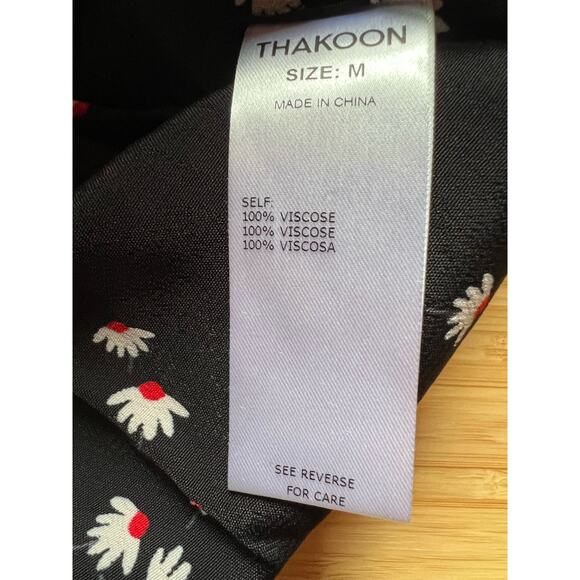 THAKOON
SIZE: M
MADE IN CHINA
SELF:
100% VISCOSE
100% VISCOSE
100% VISCOSA
SEE REVERSE
FOR CARE